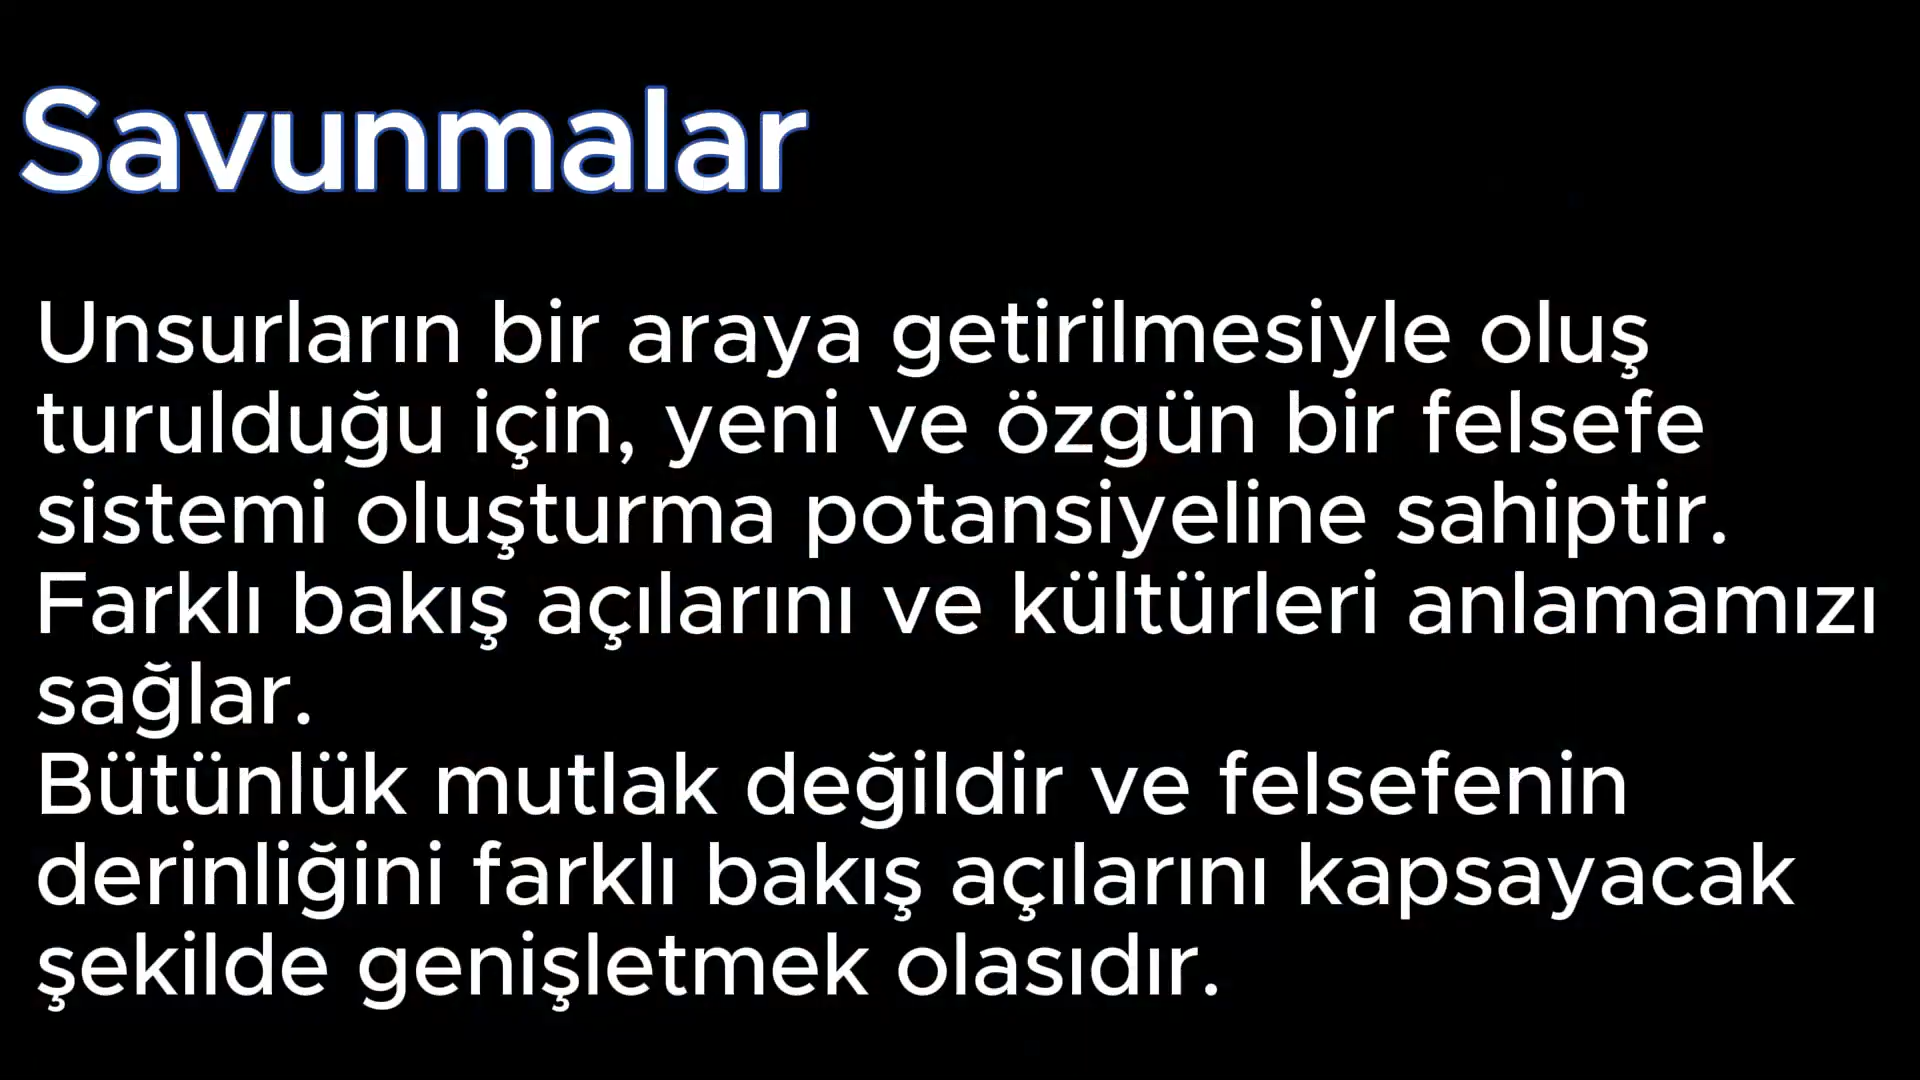 Savunmalar
Unsurların bir araya getirilmesiyle oluş
turulduğu için, yeni ve özgün bir felsefe
sistemi oluşturma potansiyeline sahiptir.
Farklı bakış açılarını ve kültürleri anlamamızı
sağlar.
Bütünlük mutlak değildir ve felsefenin
derinliğini farklı bakış açılarını kapsayacak
şekilde genişletmek olasıdır.